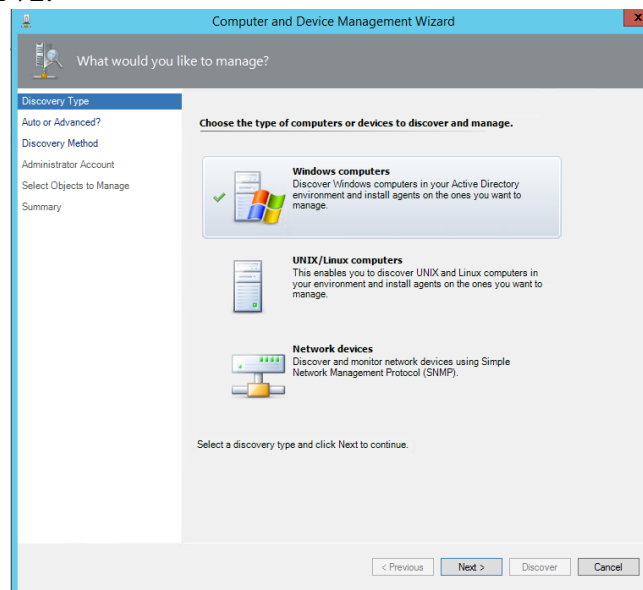 Computer and Device Management Wizard
x
What would you like to manage?
Discovery Type
Auto or Advanced?
Discovery Method
Administrator Account
Select Objects to Manage
Summary
Choose the type of computers or devices to discover and manage.
Windows computers
Discover Windows computers in your Active Directory
environment and install agents on the ones you want to
manage.
UNIX/Linux computers
This enables you to discover UNIX and Linux computers in
your environment and install agents on the ones you want to
manage.
Network devices
Discover and monitor network devices using Simple
Network Management Protocol (SNMP).
Select a discovery type and click Next to continue.
< Previous Next > Discover Cancel